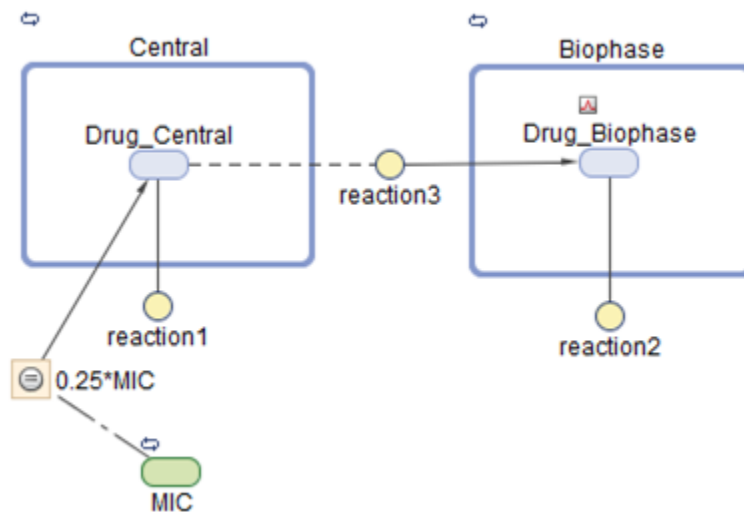 Central
Biophase
Drug_Central
Drug_Biophase
reaction3
reaction1
reaction2
0.25*MIC
MIC